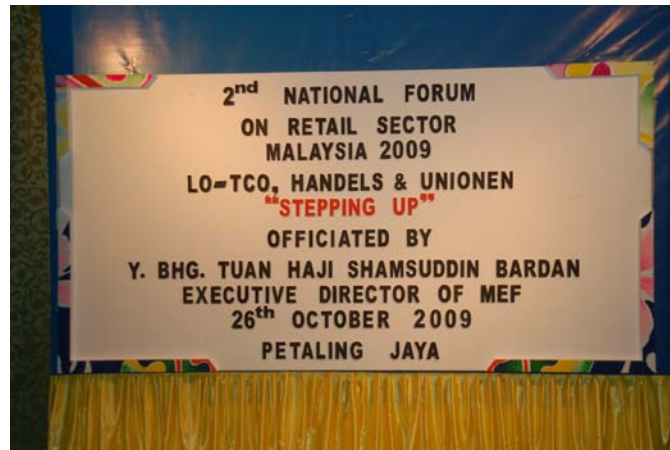 2nd NATIONAL FORUM
ON RETAIL SECTOR
MALAYSIA 2009
LO-TCO, HANDELS & UNIONEN
"STEPPING UP"
OFFICIATED BY
Y. BHG. TUAN HAJI SHAMSUDDIN BARDAN
EXECUTIVE DIRECTOR OF MEF
26th OCTOBER 2009
PETALING JAYA